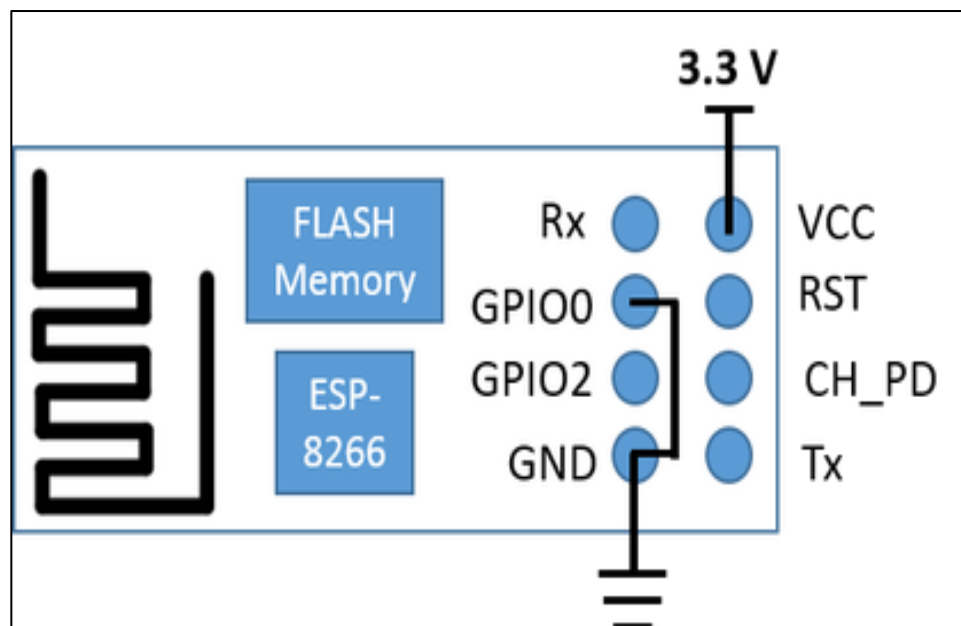 3.3 V
FLASH
Memory
ESP-
8266
Rx
GPIO0
GPIO2
GND
VCC
RST
CH_PD
Tx